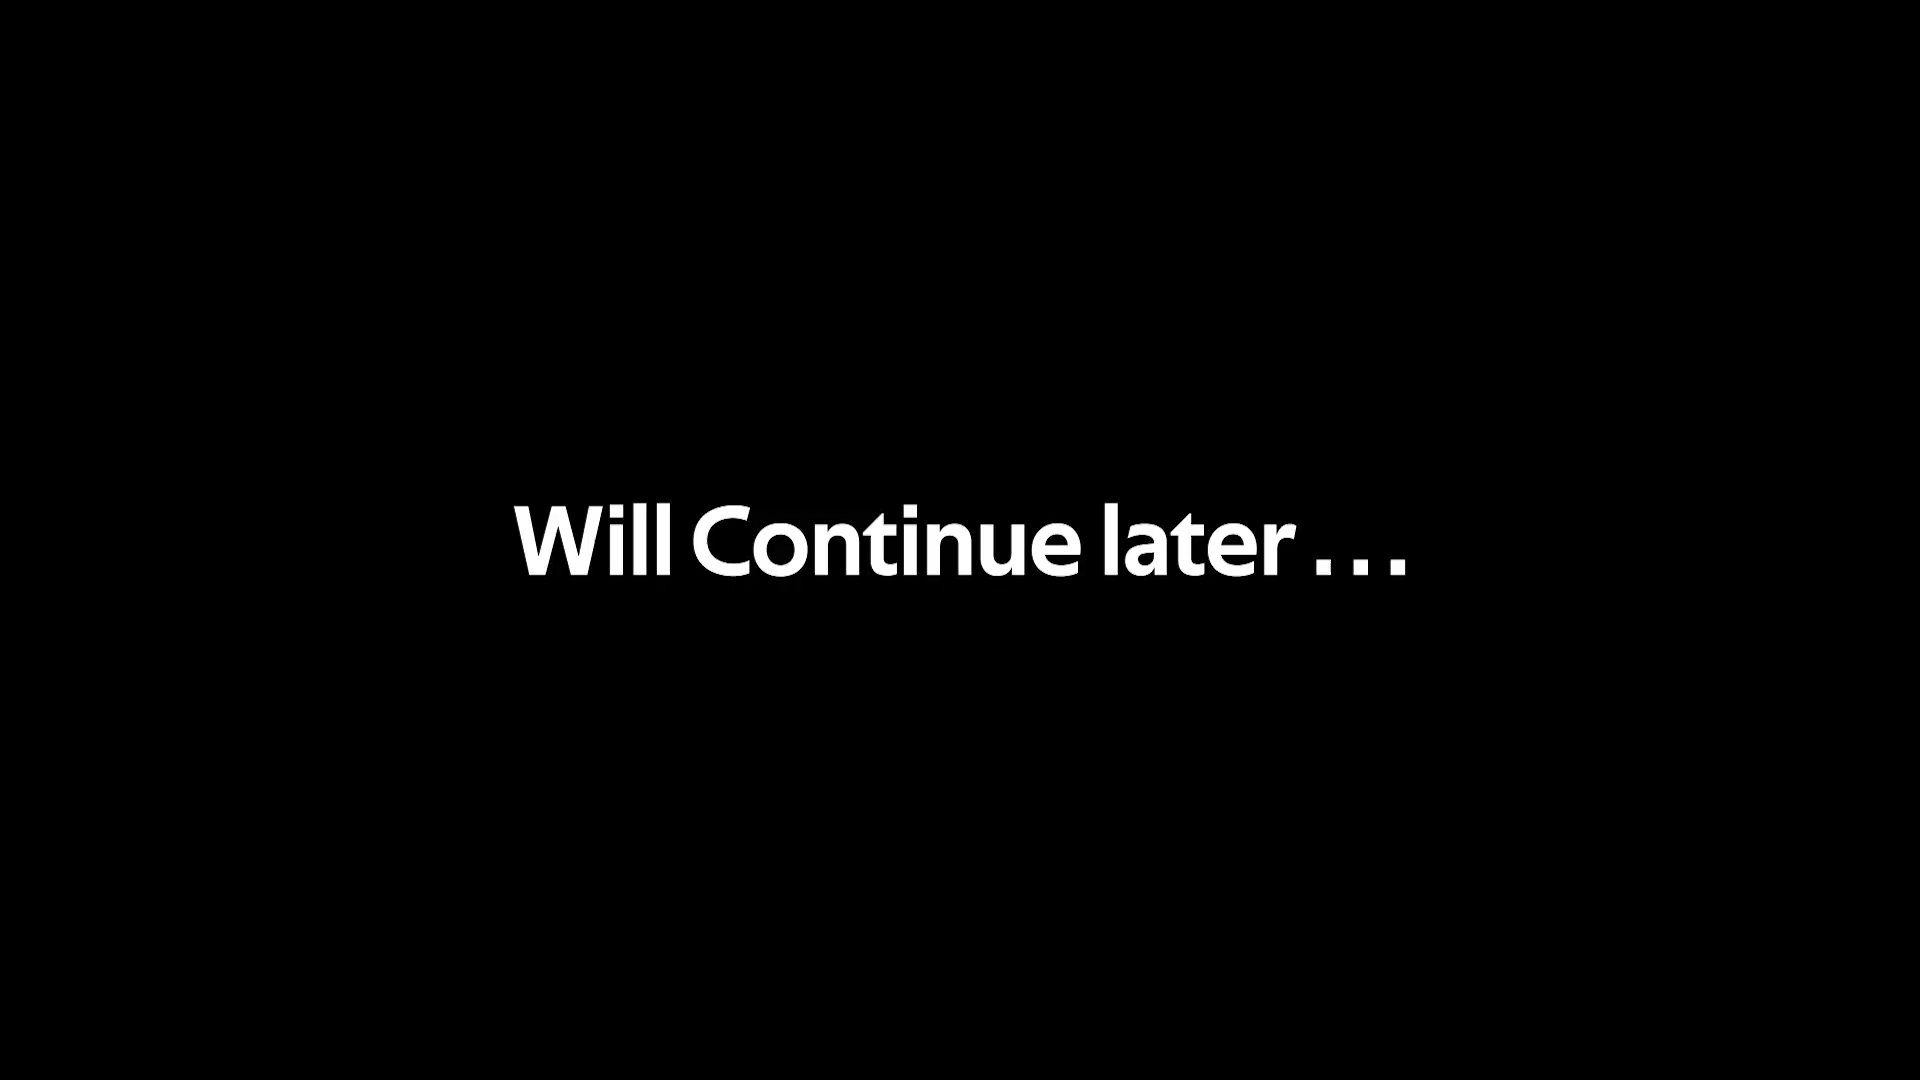 Will Continue later . . .